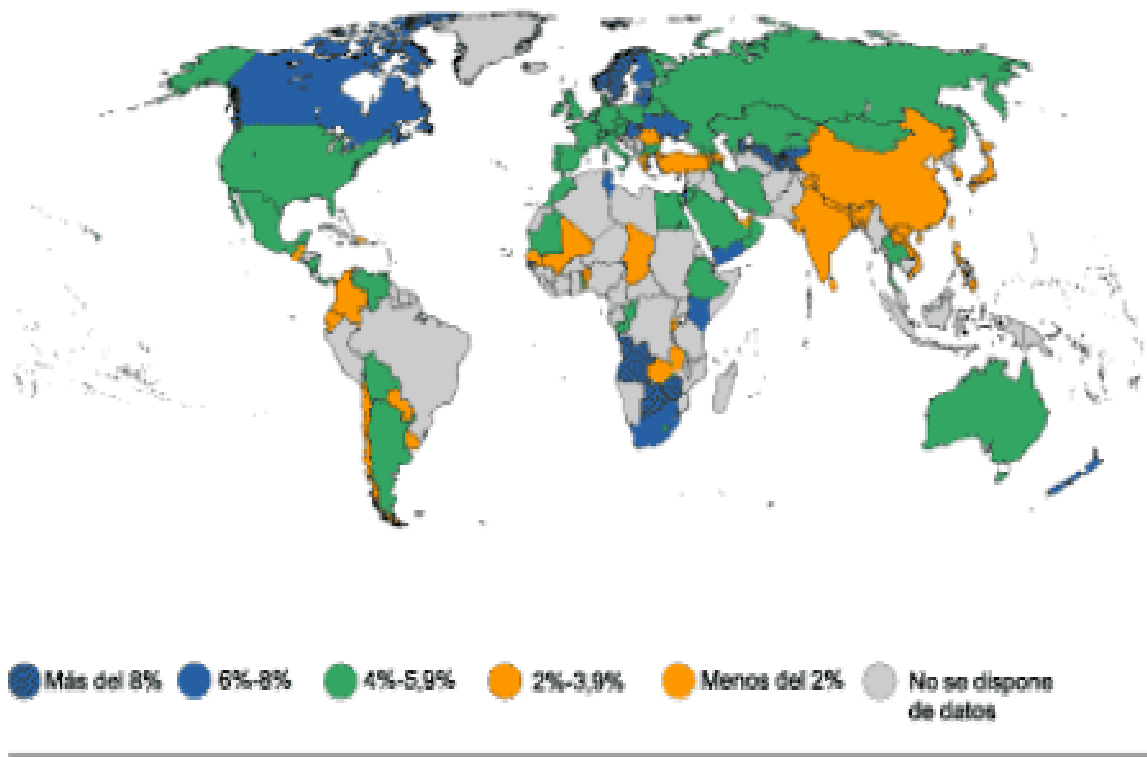 Más del 8%
6%-8%
4%-5,9%
2%-3,9%
Menos del 2%
No se dispone
de datos